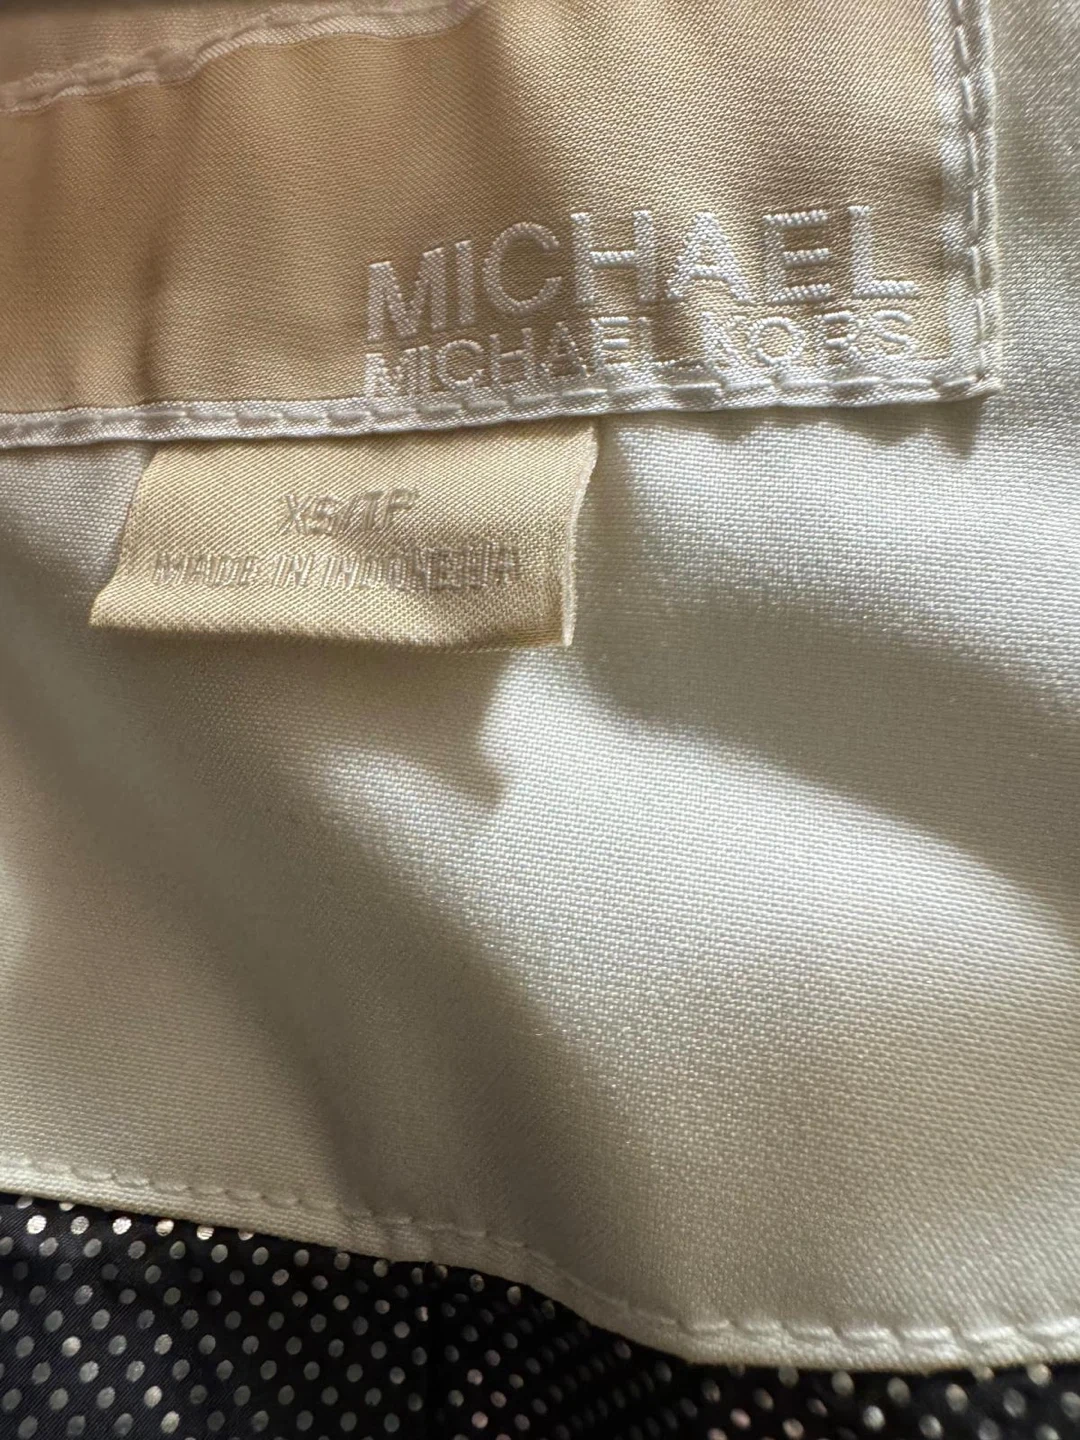 MICHAEL
MICHAEL KORS
XS/TP
MADE IN INDONESIA